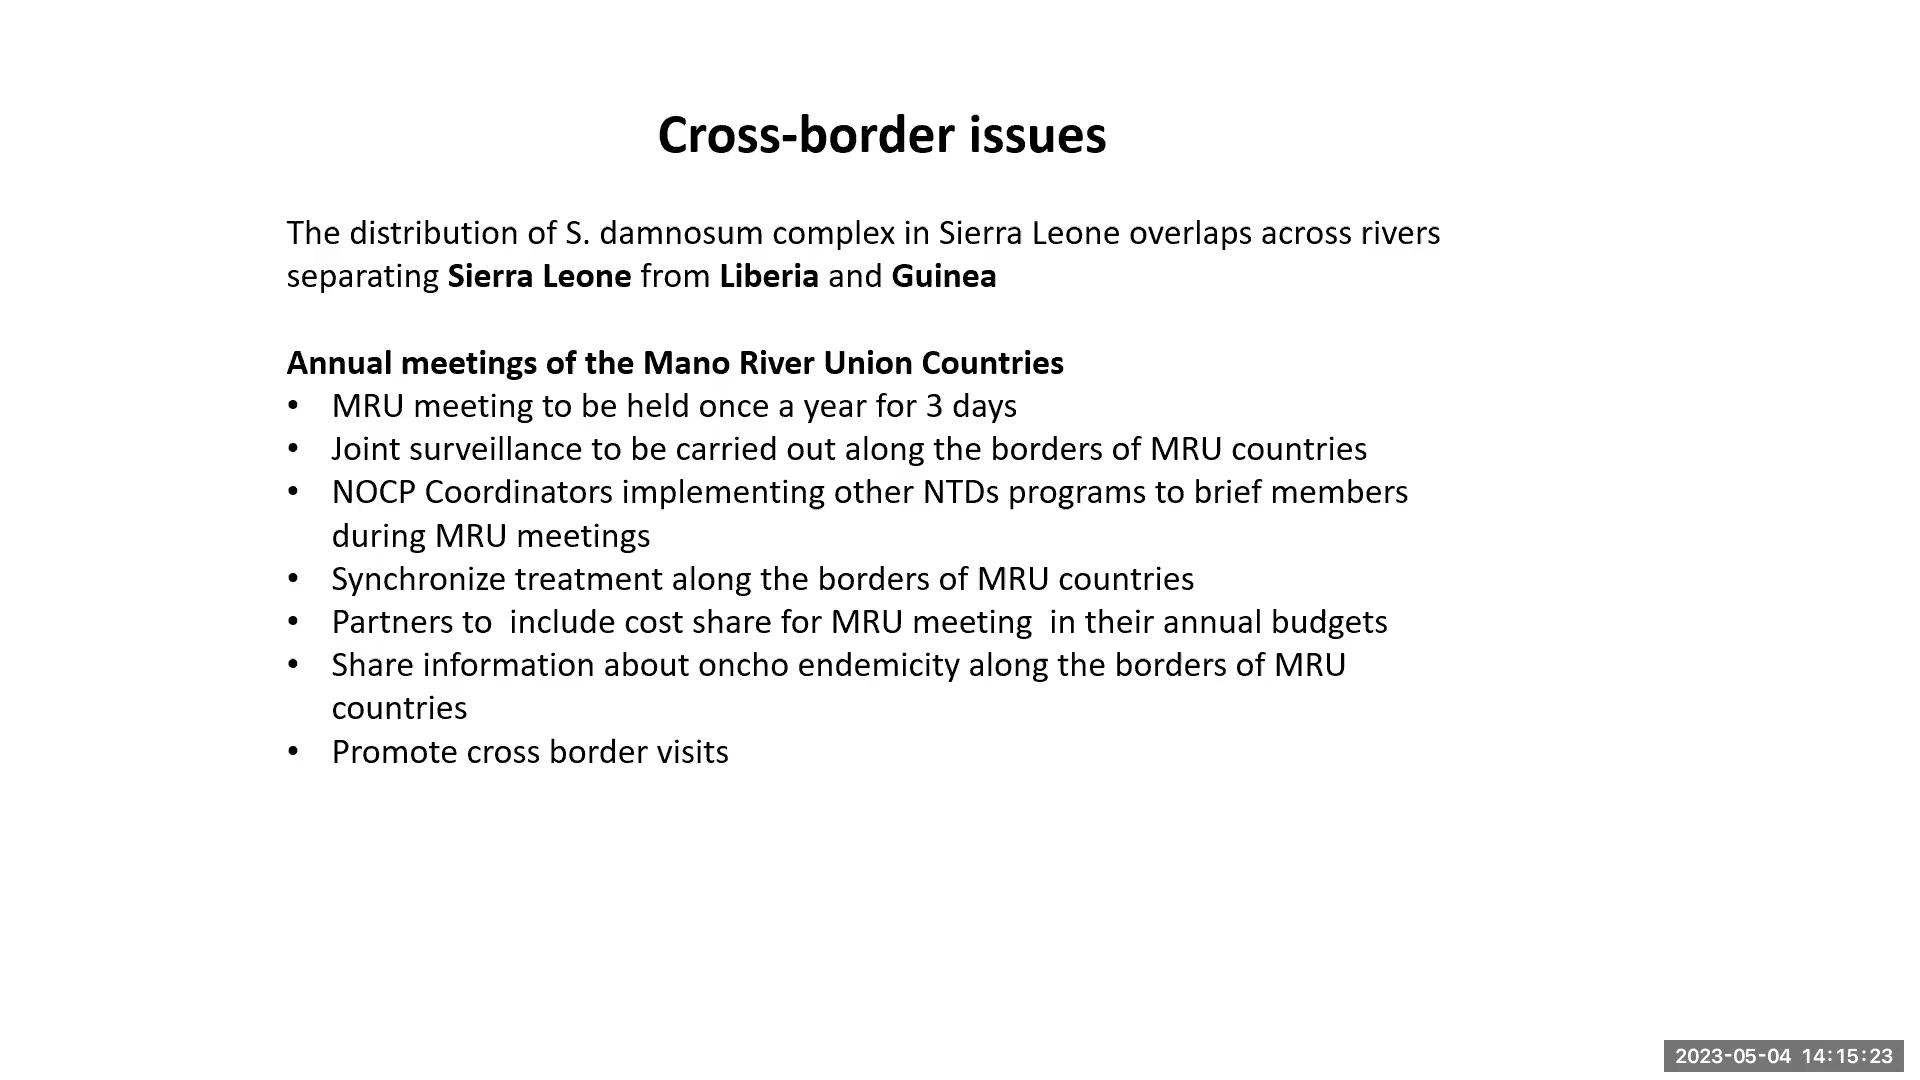 Cross-border issues
The distribution of S. damnosum complex in Sierra Leone overlaps across rivers
separating Sierra Leone from Liberia and Guinea
Annual meetings of the Mano River Union Countries
• MRU meeting to be held once a year for 3 days
• Joint surveillance to be carried out along the borders of MRU countries
• NOCP Coordinators implementing other NTDs programs to brief members
during MRU meetings
• Synchronize treatment along the borders of MRU countries
• Partners to  include cost share for MRU meeting  in their annual budgets
• Share information about oncho endemicity along the borders of MRU
countries
• Promote cross border visits
2023-05-04 14:15:23